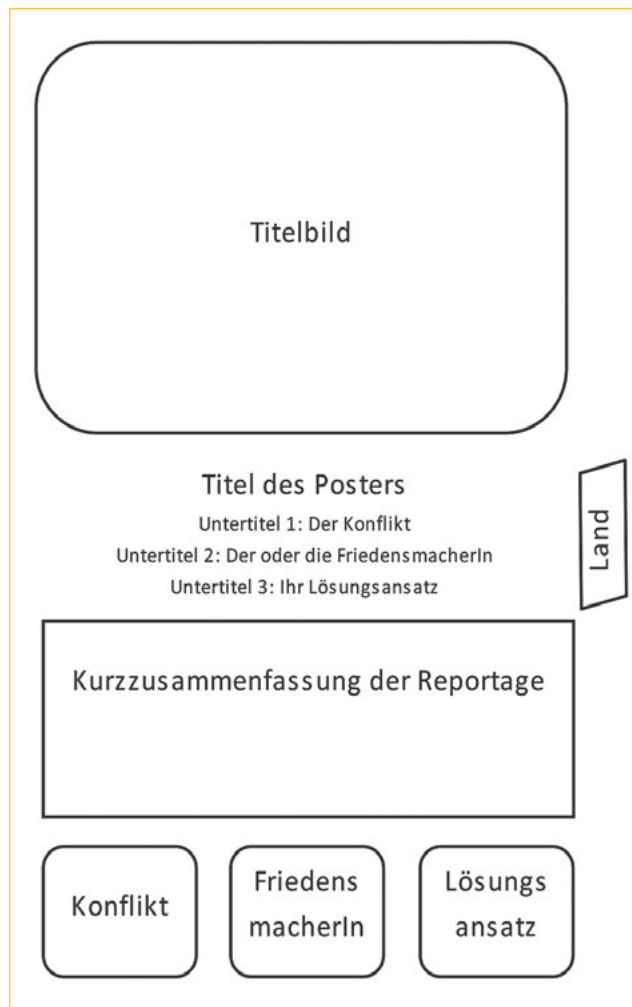 Titelbild
Titel des Posters
Untertitel 1: Der Konflikt
Untertitel 2: Der oder die FriedensmacherIn
Untertitel 3: Ihr Lösungsansatz
Land
Kurzzusammenfassung der Reportage
Konflikt
Friedens
macherIn
Lösungs
ansatz